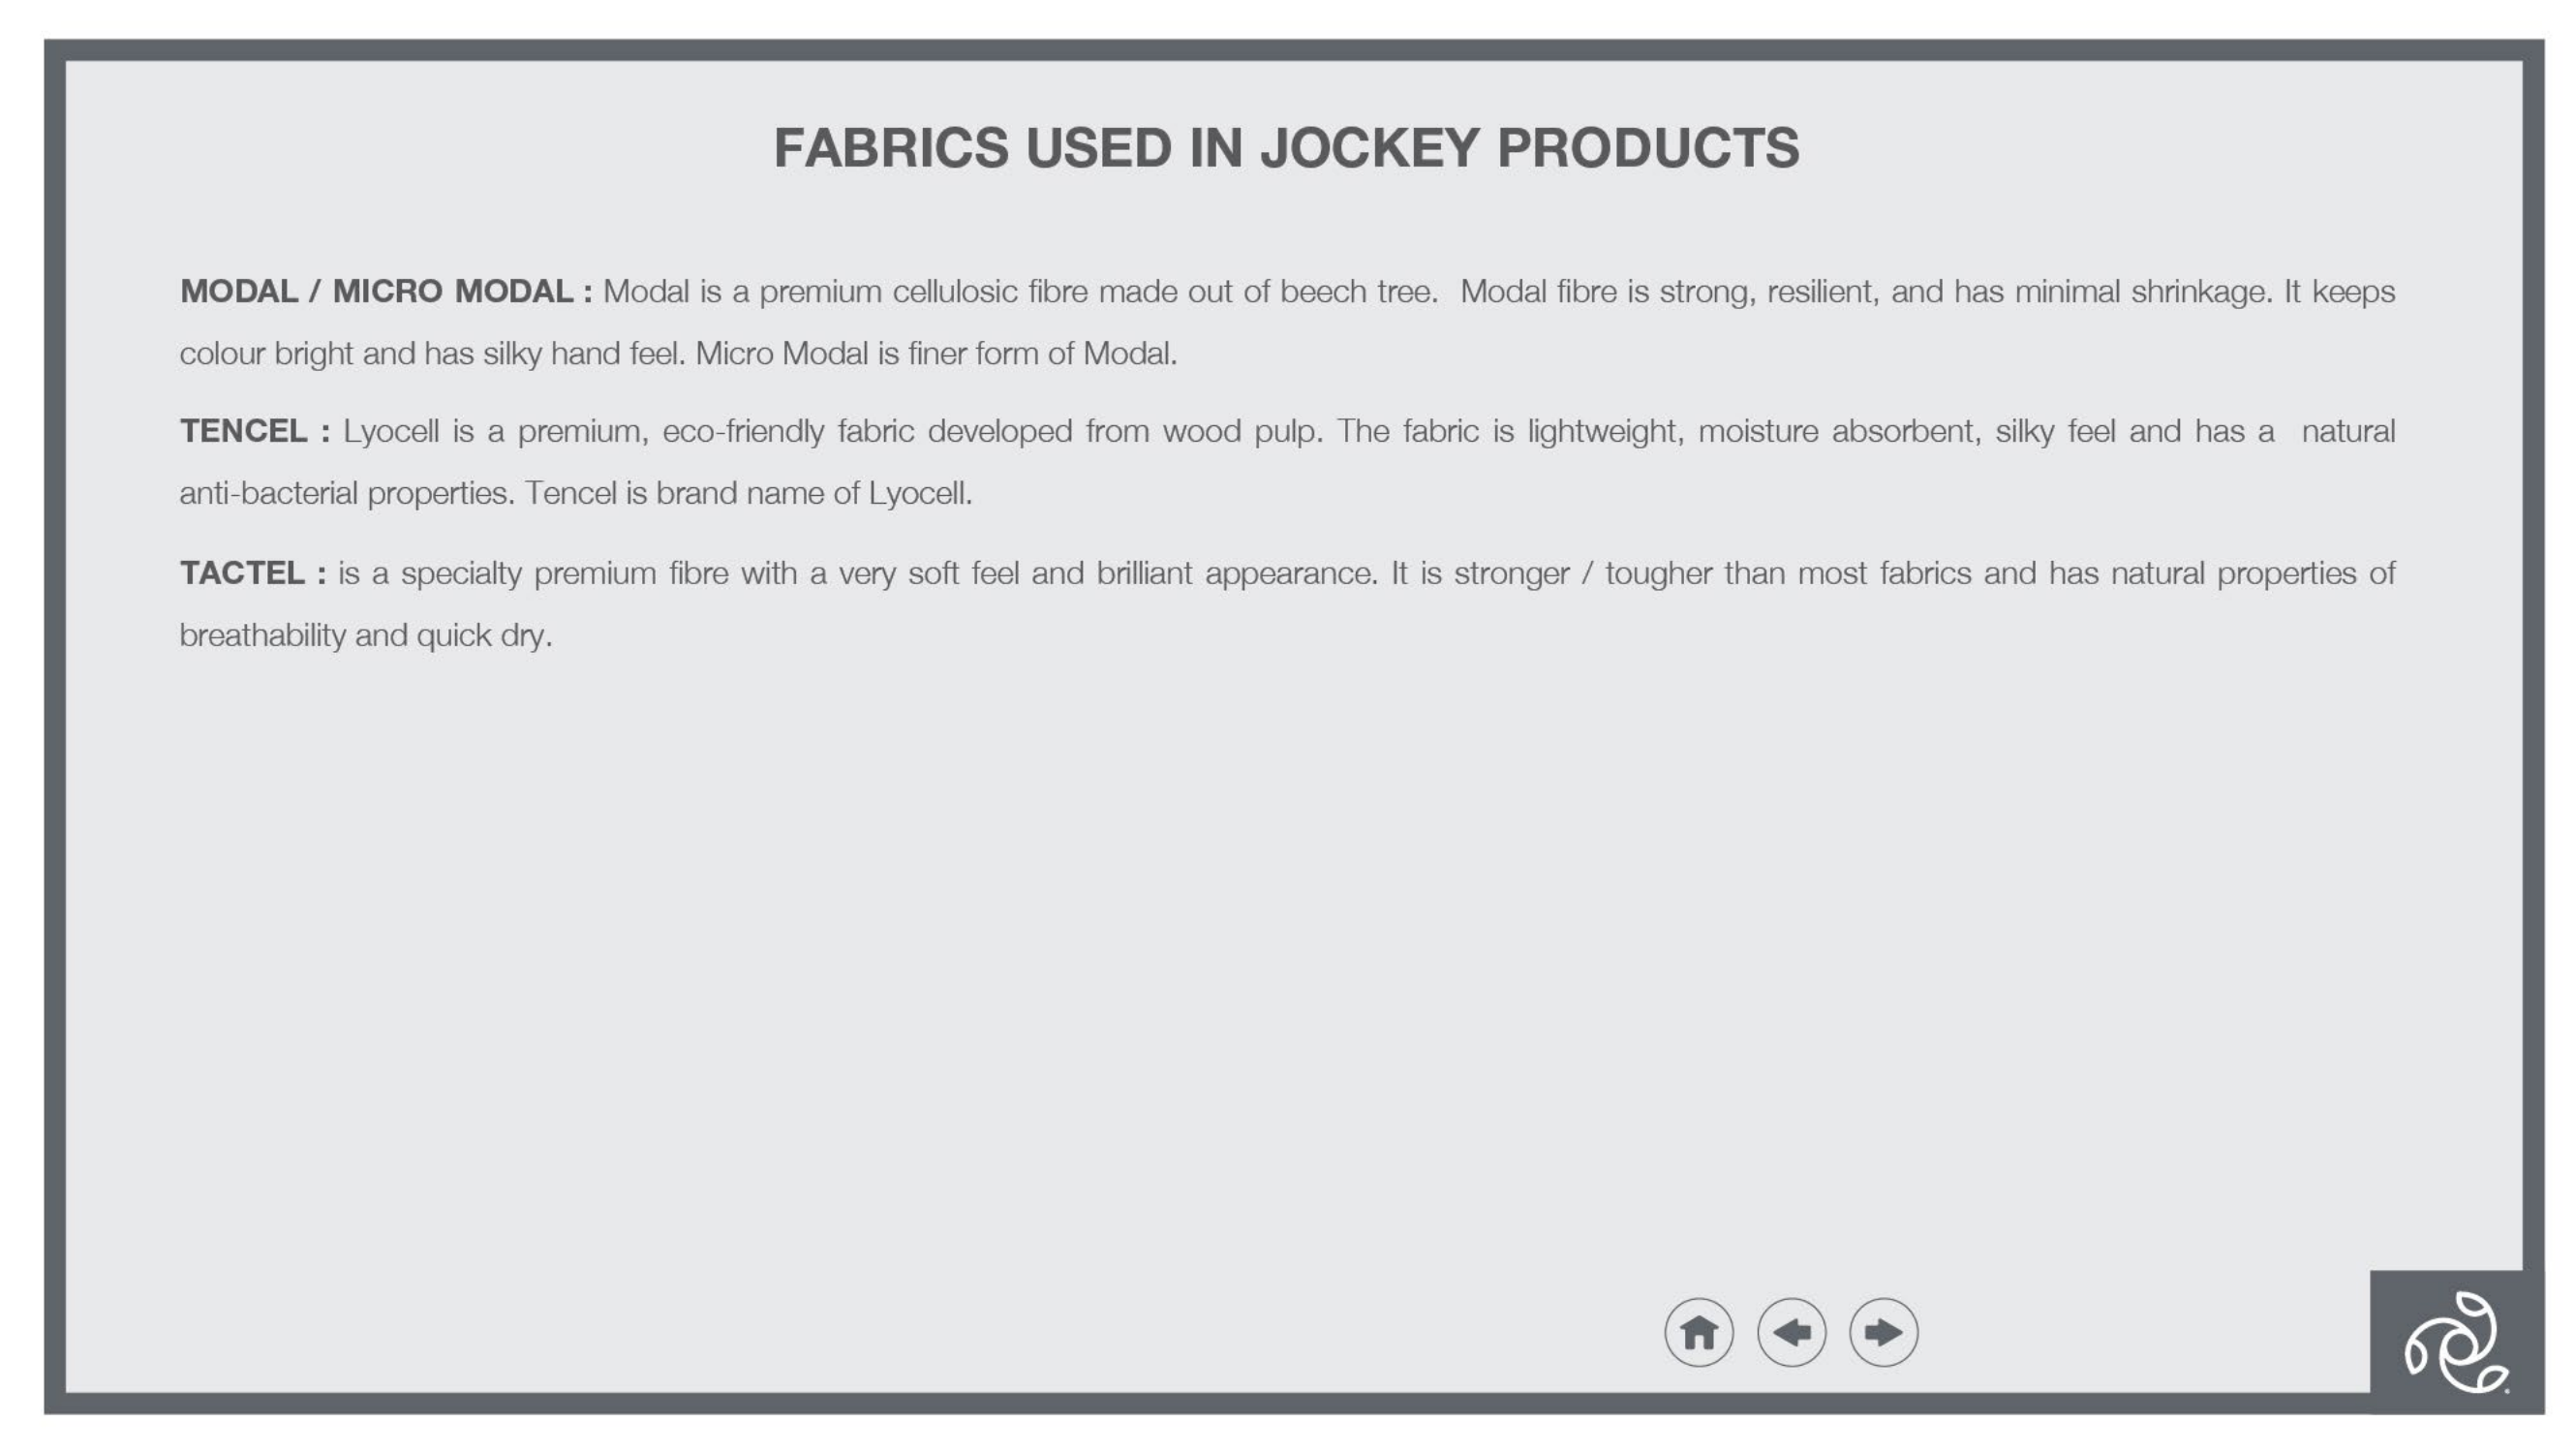 FABRICS USED IN JOCKEY PRODUCTS
MODAL / MICRO MODAL : Modal is a premium cellulosic fibre made out of beech tree.  Modal fibre is strong, resilient, and has minimal shrinkage. It keeps
colour bright and has silky hand feel. Micro Modal is finer form of Modal.
TENCEL : Lyocell is a premium, eco-friendly fabric developed from wood pulp. The fabric is lightweight, moisture absorbent, silky feel and has a  natural
anti-bacterial properties. Tencel is brand name of Lyocell.
TACTEL : is a specialty premium fibre with a very soft feel and brilliant appearance. It is stronger / tougher than most fabrics and has natural properties of
breathability and quick dry.